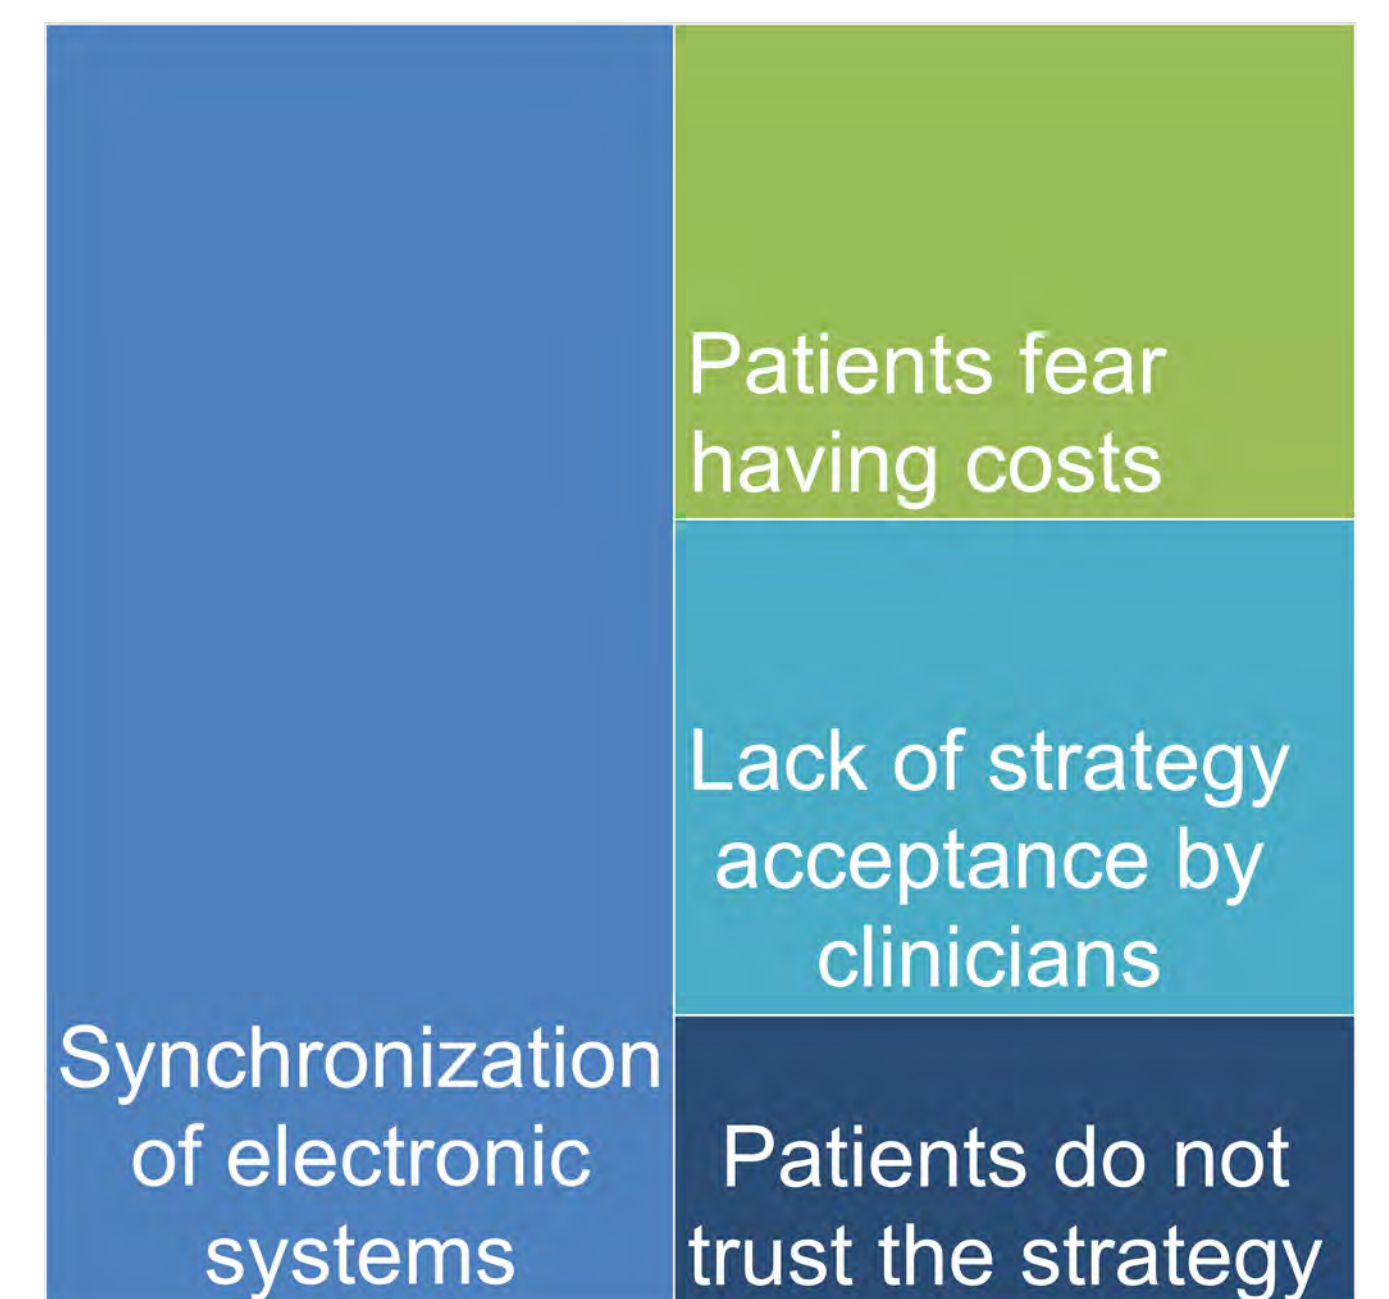 Synchronization
of electronic
systems
Patients fear
having costs
Lack of strategy
acceptance by
clinicians
Patients do not
trust the strategy